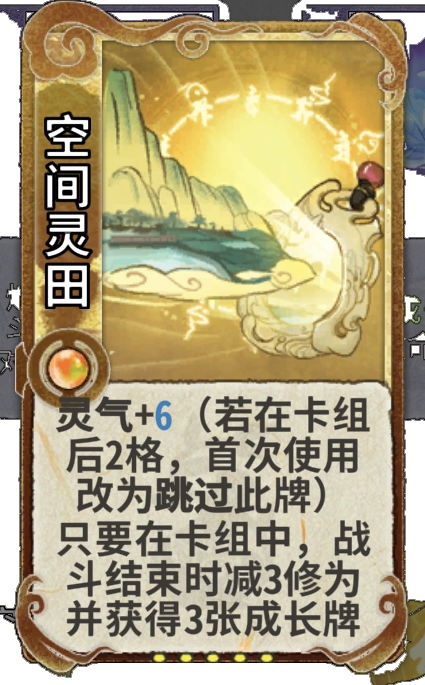 空间灵田
灵气+6（若在卡组
后2格，首次使用
改为跳过此牌）
只要在卡组中，战
斗结束时减3修为
并获得3张成长牌